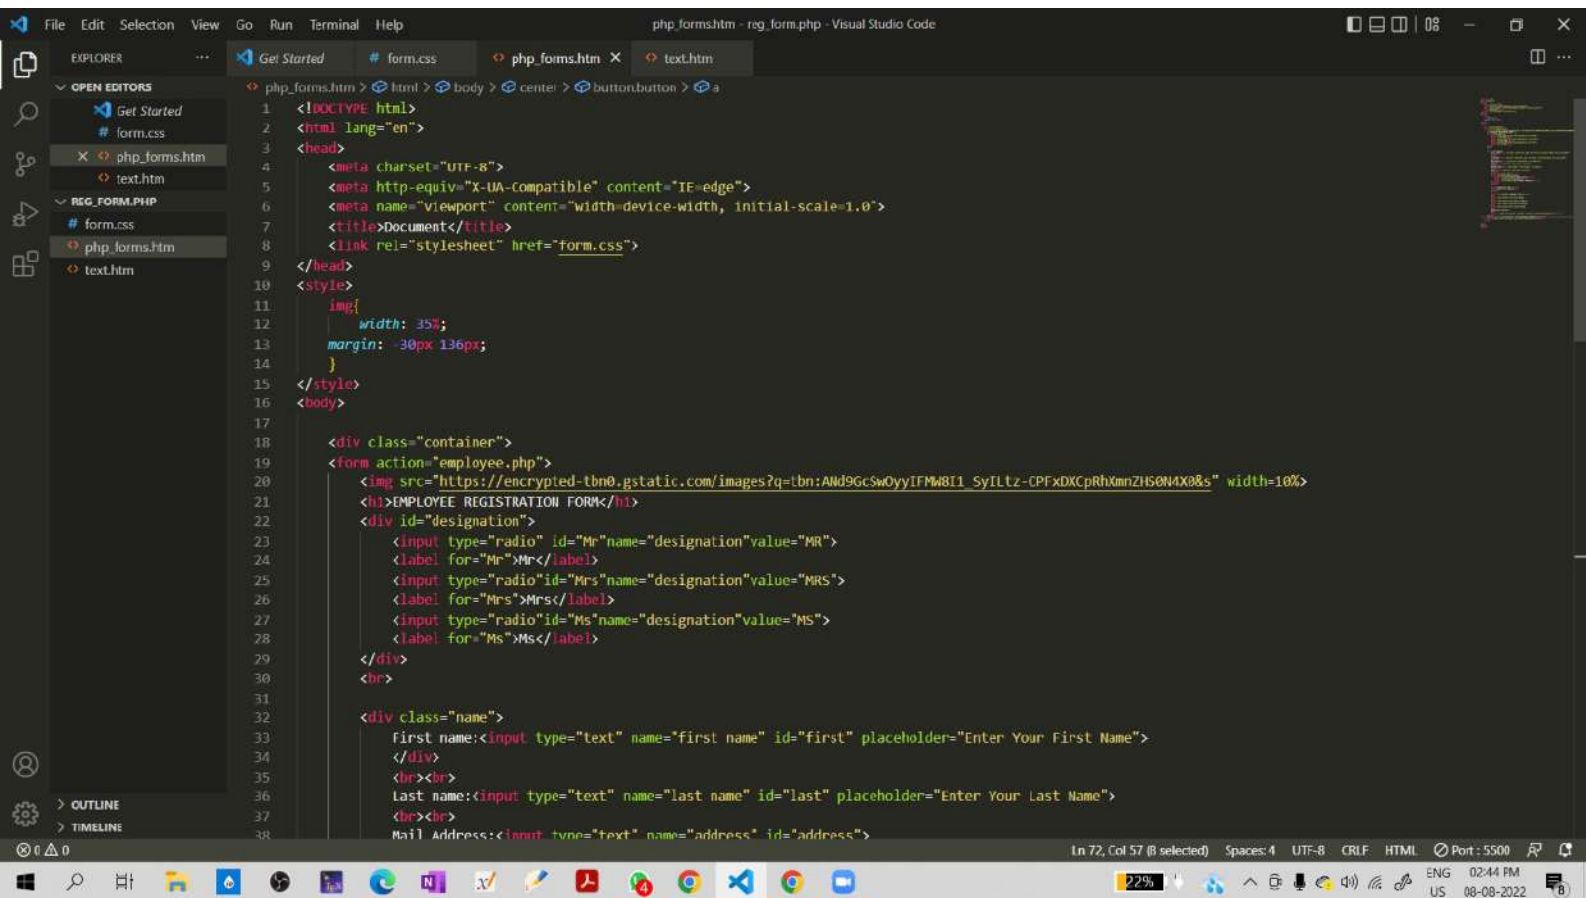 File Edit Selection View Go Run Terminal Help php_forms.htm - reg_form.php - Visual Studio Code
EXPLORER ...
Get Started # form.css php_forms.htm text.htm
OPEN EDITORS
Get Started
# form.css
php_forms.htm
text.htm
REG_FORM.PHP
# form.css
php_forms.htm
text.htm
OUTLINE
TIMELINE
php_forms.htm > html > body > center > button.button > a
1 <!DOCTYPE html>
2 <html lang="en">
3 <head>
4 <meta charset="UTF-8">
5 <meta http-equiv="X-UA-Compatible" content="IE=edge">
6 <meta name="viewport" content="width=device-width, initial-scale=1.0">
7 <title>Document</title>
8 <link rel="stylesheet" href="form.css">
9 </head>
10 <style>
11 img{
12 width: 35%;
13 margin: -30px 136px;
14 }
15 </style>
16 <body>
17
18 <div class="container">
19 <form action="employee.php">
20 <img src="https://encrypted-tbn0.gstatic.com/images?q=tbn:ANd9GcSwOyyIFMW8I1_SyILtz-CPFxDXCpRhXmnZHS0N4X0&s" width=10%>
21 <h1>EMPLOYEE REGISTRATION FORM</h1>
22 <div id="designation">
23 <input type="radio" id="Mr"name="designation"value="MR">
24 <label for="Mr">Mr</label>
25 <input type="radio"id="Mrs"name="designation"value="MRS">
26 <label for="Mrs">Mrs</label>
27 <input type="radio"id="Ms"name="designation"value="MS">
28 <label for="Ms">Ms</label>
29 </div>
30 <br>
31
32 <div class="name">
33 First name:<input type="text" name="first name" id="first" placeholder="Enter Your First Name">
34 </div>
35 <br><br>
36 Last name:<input type="text" name="last name" id="last" placeholder="Enter Your Last Name">
37 <br><br>
38 Mail Address:<input type="text" name="address" id="address">
0 0 Ln 72, Col 57 (8 selected) Spaces: 4 UTF-8 CRLF HTML Port : 5500
22% ENG 02:44 PM
US 08-08-2022